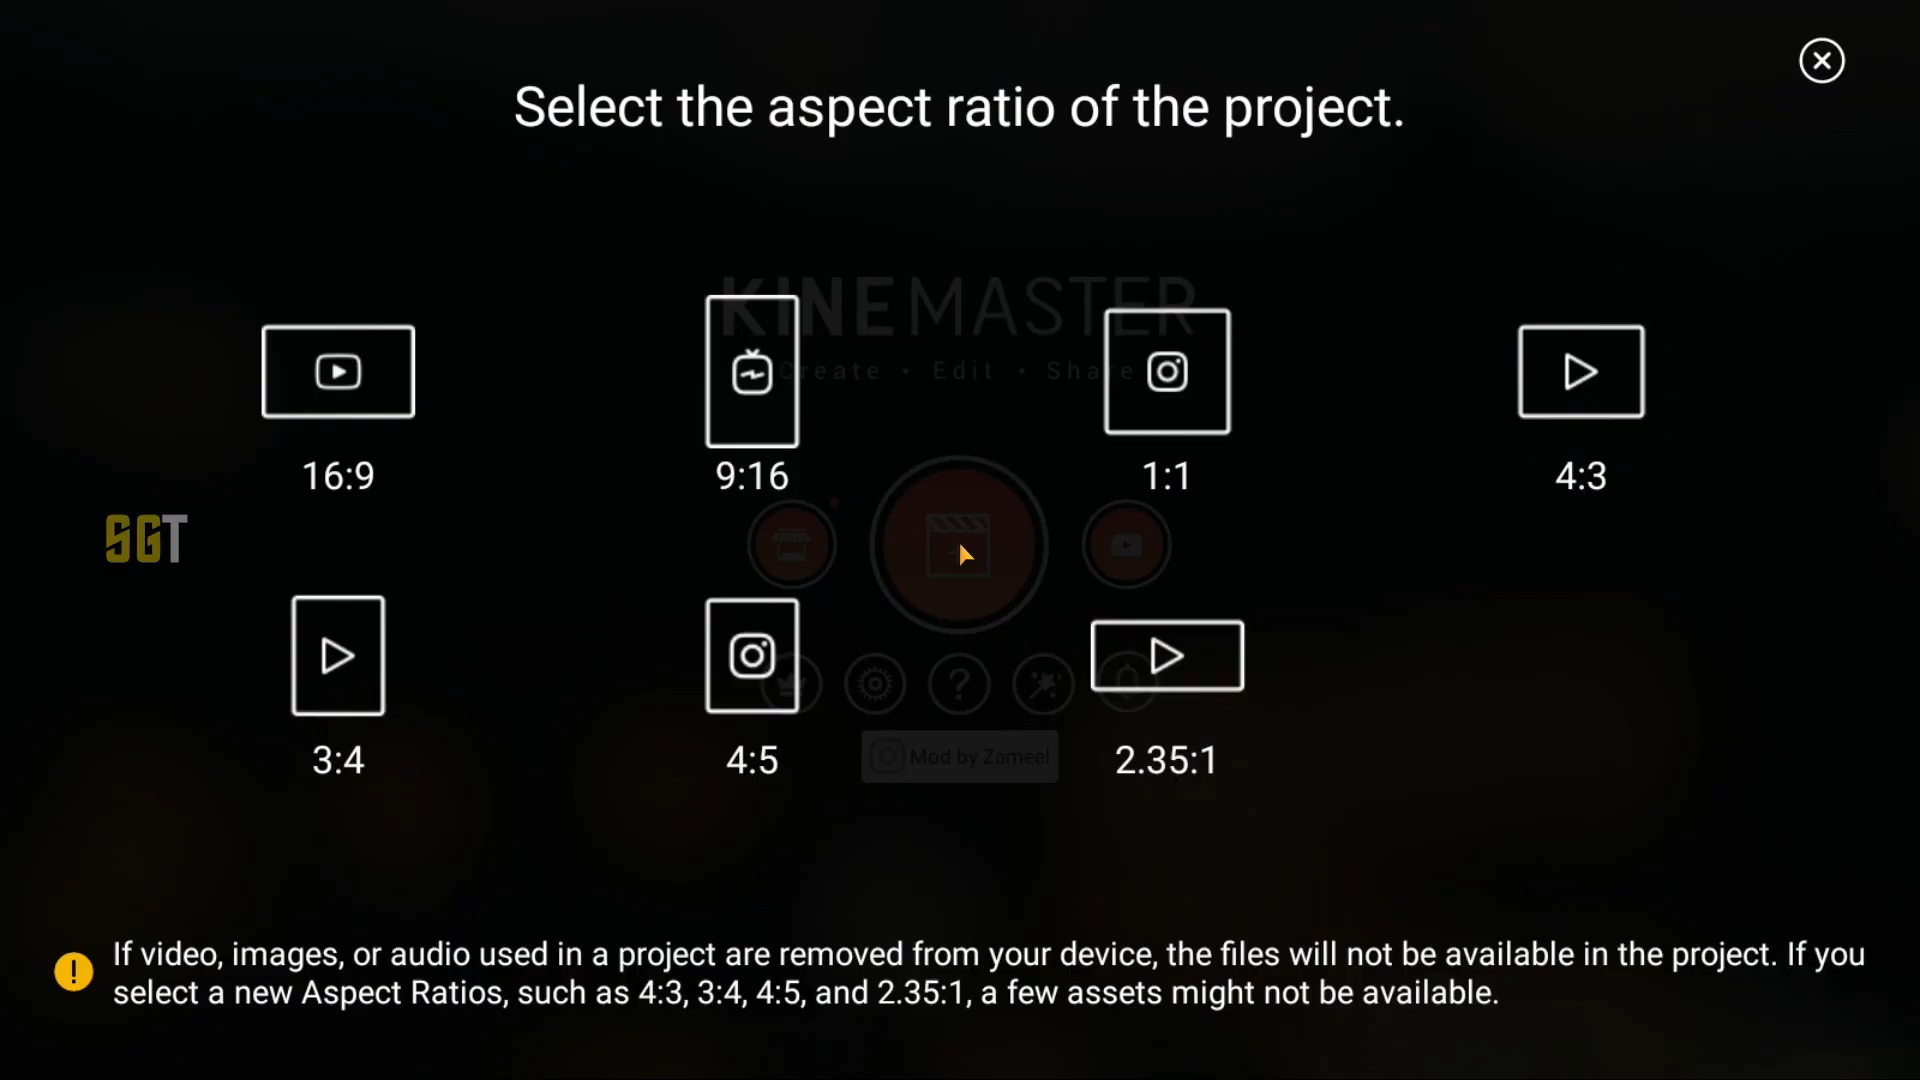 Select the aspect ratio of the project.
KINEMASTER
Create • Edit • Share
16:9
9:16
1:1
4:3
SGT
3:4
4:5
2.35:1
Mod by Zameel
If video, images, or audio used in a project are removed from your device, the files will not be available in the project. If you
select a new Aspect Ratios, such as 4:3, 3:4, 4:5, and 2.35:1, a few assets might not be available.